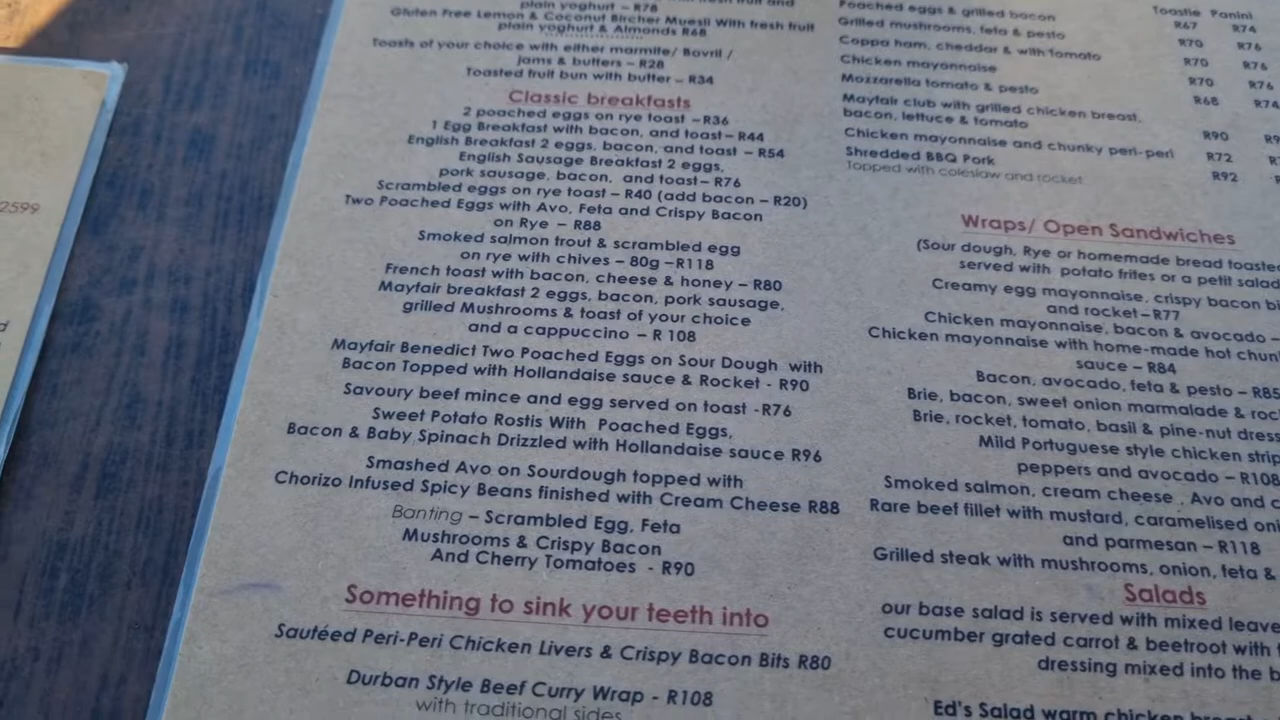 plain yoghurt – R78
Gluten Free Lemon & Coconut Bircher Muesli With fresh fruit
plain yoghurt & Almonds R68
Toasts of your choice with either marmite/ Bovril /
jams & butters – R28
Toasted fruit bun with butter – R34
Classic breakfasts
2 poached eggs on rye toast –R36
1 Egg Breakfast with bacon, and toast– R44
English Breakfast 2 eggs, bacon, and toast – R54
English Sausage Breakfast 2 eggs,
pork sausage, bacon, and toast– R76
Scrambled eggs on rye toast – R40 (add bacon – R20)
Two Poached Eggs with Avo, Feta and Crispy Bacon
on Rye – R88
Smoked salmon trout & scrambled egg
on rye with chives – 80g –R118
French toast with bacon, cheese & honey – R80
Mayfair breakfast 2 eggs, bacon, pork sausage,
grilled Mushrooms & toast of your choice
and a cappuccino – R 108
Mayfair Benedict Two Poached Eggs on Sour Dough with
Bacon Topped with Hollandaise sauce & Rocket - R90
Savoury beef mince and egg served on toast -R76
Sweet Potato Rostis With Poached Eggs,
Bacon & Baby Spinach Drizzled with Hollandaise sauce R96
Smashed Avo on Sourdough topped with
Chorizo Infused Spicy Beans finished with Cream Cheese R88
Banting – Scrambled Egg, Feta
Mushrooms & Crispy Bacon
And Cherry Tomatoes - R90
Something to sink your teeth into
Sautéed Peri-Peri Chicken Livers & Crispy Bacon Bits R80
Durban Style Beef Curry Wrap - R108
with traditional sides
Toastie Panini
Poached eggs & grilled bacon R67 R74
Grilled mushrooms, feta & pesto R70 R76
Coppa ham, cheddar & with tomato R70 R76
Chicken mayonnaise R70 R76
Mozzarella tomato & pesto R68 R74
Mayfair club with grilled chicken breast,
bacon, lettuce & tomato R90
Chicken mayonnaise and chunky peri-peri R72
Shredded BBQ Pork R92
Topped with coleslaw and rocket
Wraps/ Open Sandwiches
(Sour dough, Rye or homemade bread toasted
served with potato frites or a petit salad
Creamy egg mayonnaise, crispy bacon
and rocket –R77
Chicken mayonnaise, bacon & avocado –
Chicken mayonnaise with home-made hot
sauce – R84
Bacon, avocado, feta & pesto – R85
Brie, bacon, sweet onion marmalade &
Brie, rocket, tomato, basil & pine-nut
Mild Portuguese style chicken
peppers and avocado – R108
Smoked salmon, cream cheese , Avo and
Rare beef fillet with mustard, caramelised
and parmesan – R118
Grilled steak with mushrooms, onion, feta &
Salads
our base salad is served with mixed
cucumber grated carrot & beetroot with
dressing mixed into the
Ed's Salad warm chicken
2599